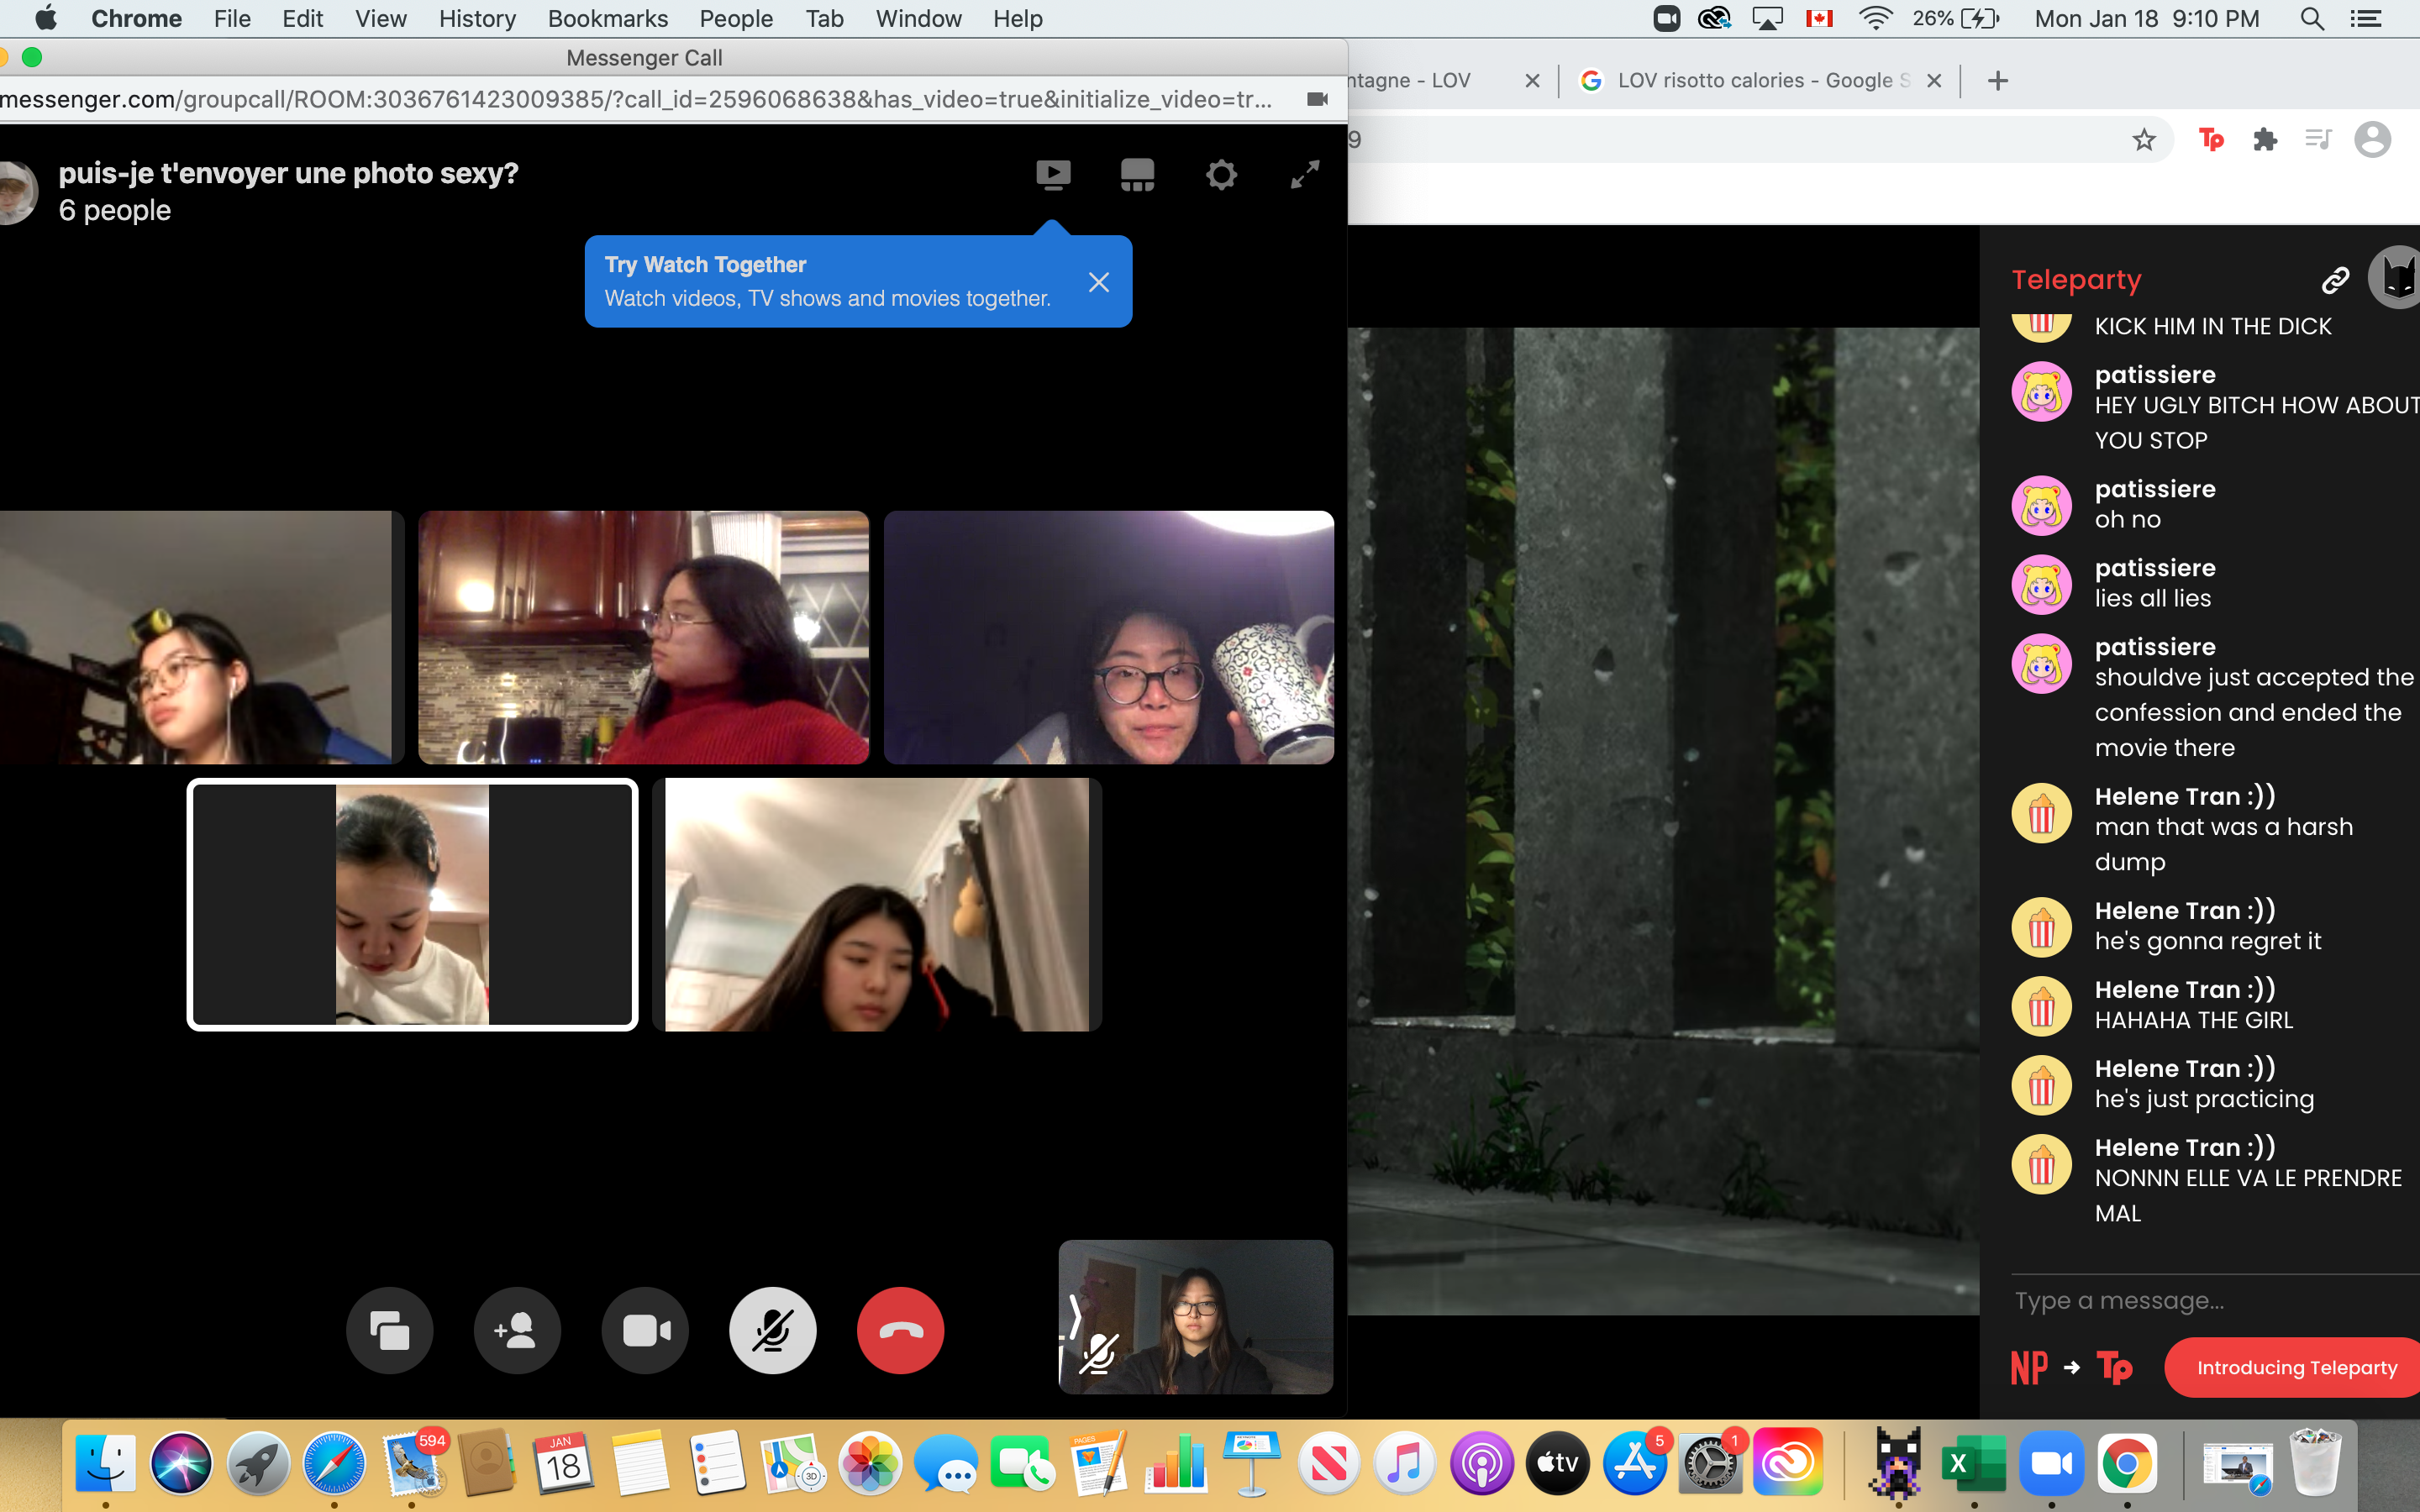 Chrome File Edit View History Bookmarks People Tab Window Help 26% Mon Jan 18 9:10 PM
Messenger Call
messenger.com/groupcall/ROOM:3036761423009385/?call_id=2596068638&has_video=true&initialize_video=tr...
ntagne - LOV
LOV risotto calories - Google S
9
Tp
puis-je t'envoyer une photo sexy?
6 people
Try Watch Together
Watch videos, TV shows and movies together.
Teleparty
KICK HIM IN THE DICK
patissiere
HEY UGLY BITCH HOW ABOUT
YOU STOP
patissiere
oh no
patissiere
lies all lies
patissiere
shouldve just accepted the
confession and ended the
movie there
Helene Tran :))
man that was a harsh
dump
Helene Tran :))
he's gonna regret it
Helene Tran :))
HAHAHA THE GIRL
Helene Tran :))
he's just practicing
Helene Tran :))
NONNN ELLE VA LE PRENDRE
MAL
Type a message...
NP Tp
Introducing Teleparty
594
JAN
18
3D
PAGES
tv
5
1
X